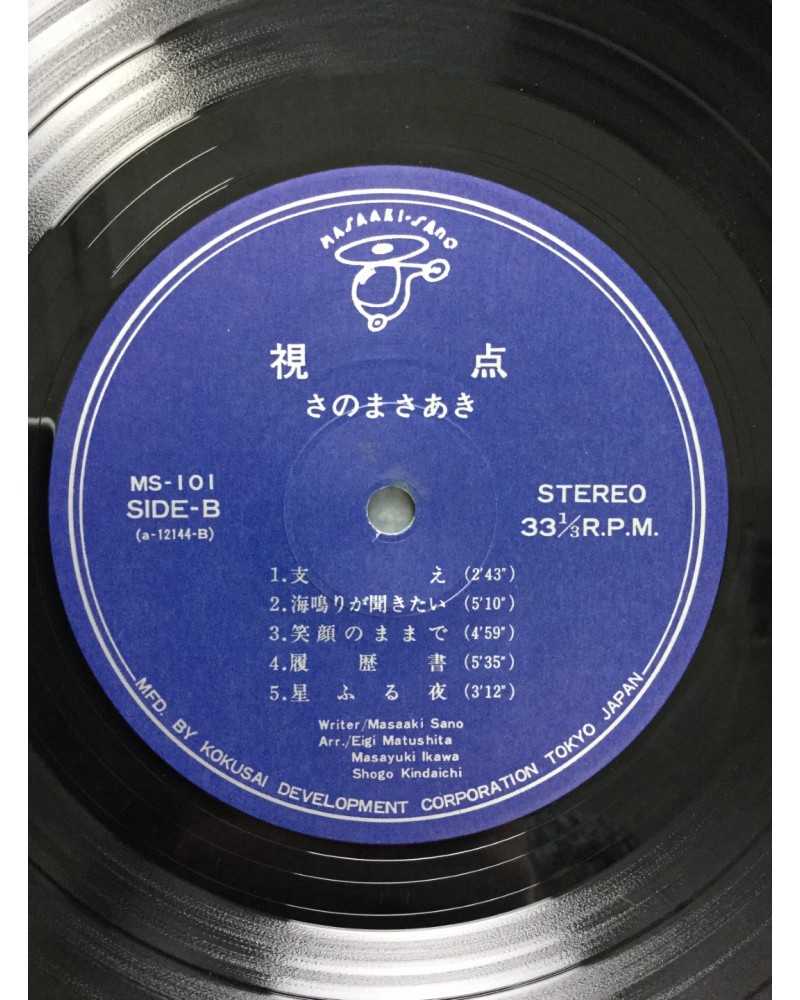 MASAAKI-SANO
視点
さのまさあき
MS-101
SIDE-B
(a-12144-B)
STEREO
33 1/3 R.P.M.
1.支え (2'43")
2.海鳴りが聞きたい (5'10")
3.笑顔のままで (4'59")
4.履歴書 (5'35")
5.星ふる夜 (3'12")
Writer/Masaaki Sano
Arr./Eigi Matushita
Masayuki Ikawa
Shogo Kindaichi
MFD. BY KOKUSAI DEVELOPMENT CORPORATION TOKYO JAPAN